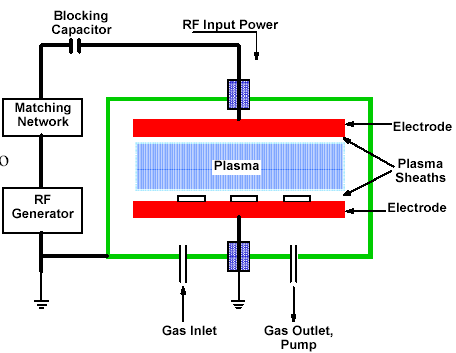 Blocking
Capacitor
RF Input Power
Matching
Network
Electrode
Plasma
Plasma
Sheaths
O
RF
Generator
Electrode
Gas Inlet
Gas Outlet,
Pump